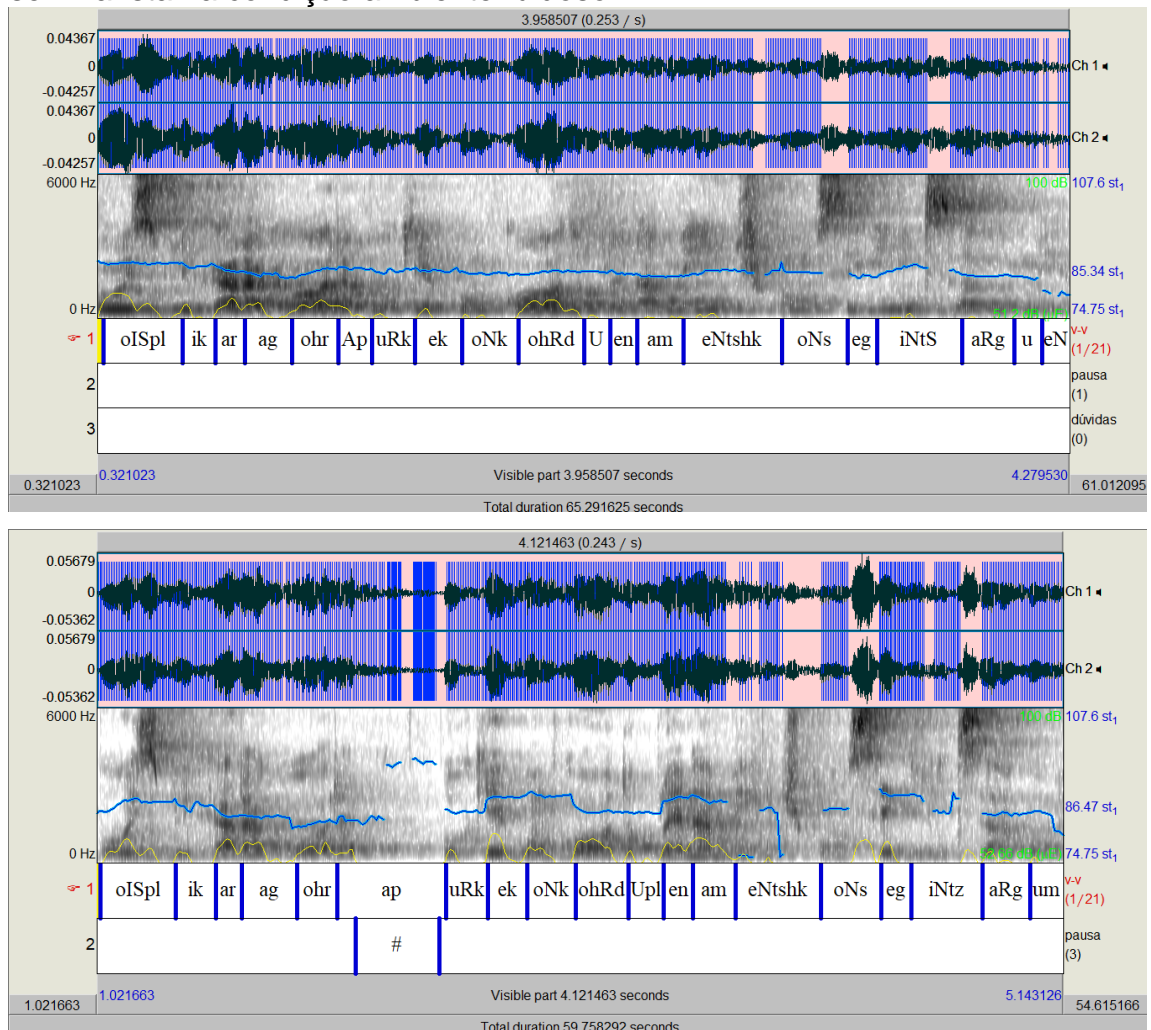 3.958507 (0.253 / s)
0.04367
0
-0.04257
0.04367
0
-0.04257
Ch 1
Ch 2
6000 Hz
0 Hz
100 dB
107.6 st1
85.34 st1
74.75 st1
1 oISpl ik ar ag ohr Ap uRk ek oNk ohRd U en am eNtshk oNs eg iNtS aRg u eN
v-v
(1/21)
2
pausa
(1)
3
dúvidas
(0)
0.321023 0.321023 Visible part 3.958507 seconds 4.279530 61.012095
Total duration 65.291625 seconds
4.121463 (0.243 / s)
0.05679
0
-0.05362
0.05679
0
-0.05362
Ch 1
Ch 2
6000 Hz
0 Hz
100 dB
107.6 st1
86.47 st1
74.75 st1
1 oISpl ik ar ag ohr ap uRk ek oNk ohRd Upl en am eNtshk oNs eg iNtz aRg um
v-v
(1/21)
2 #
pausa
(3)
1.021663 1.021663 Visible part 4.121463 seconds 5.143126 54.615166
Total duration 59.758292 seconds